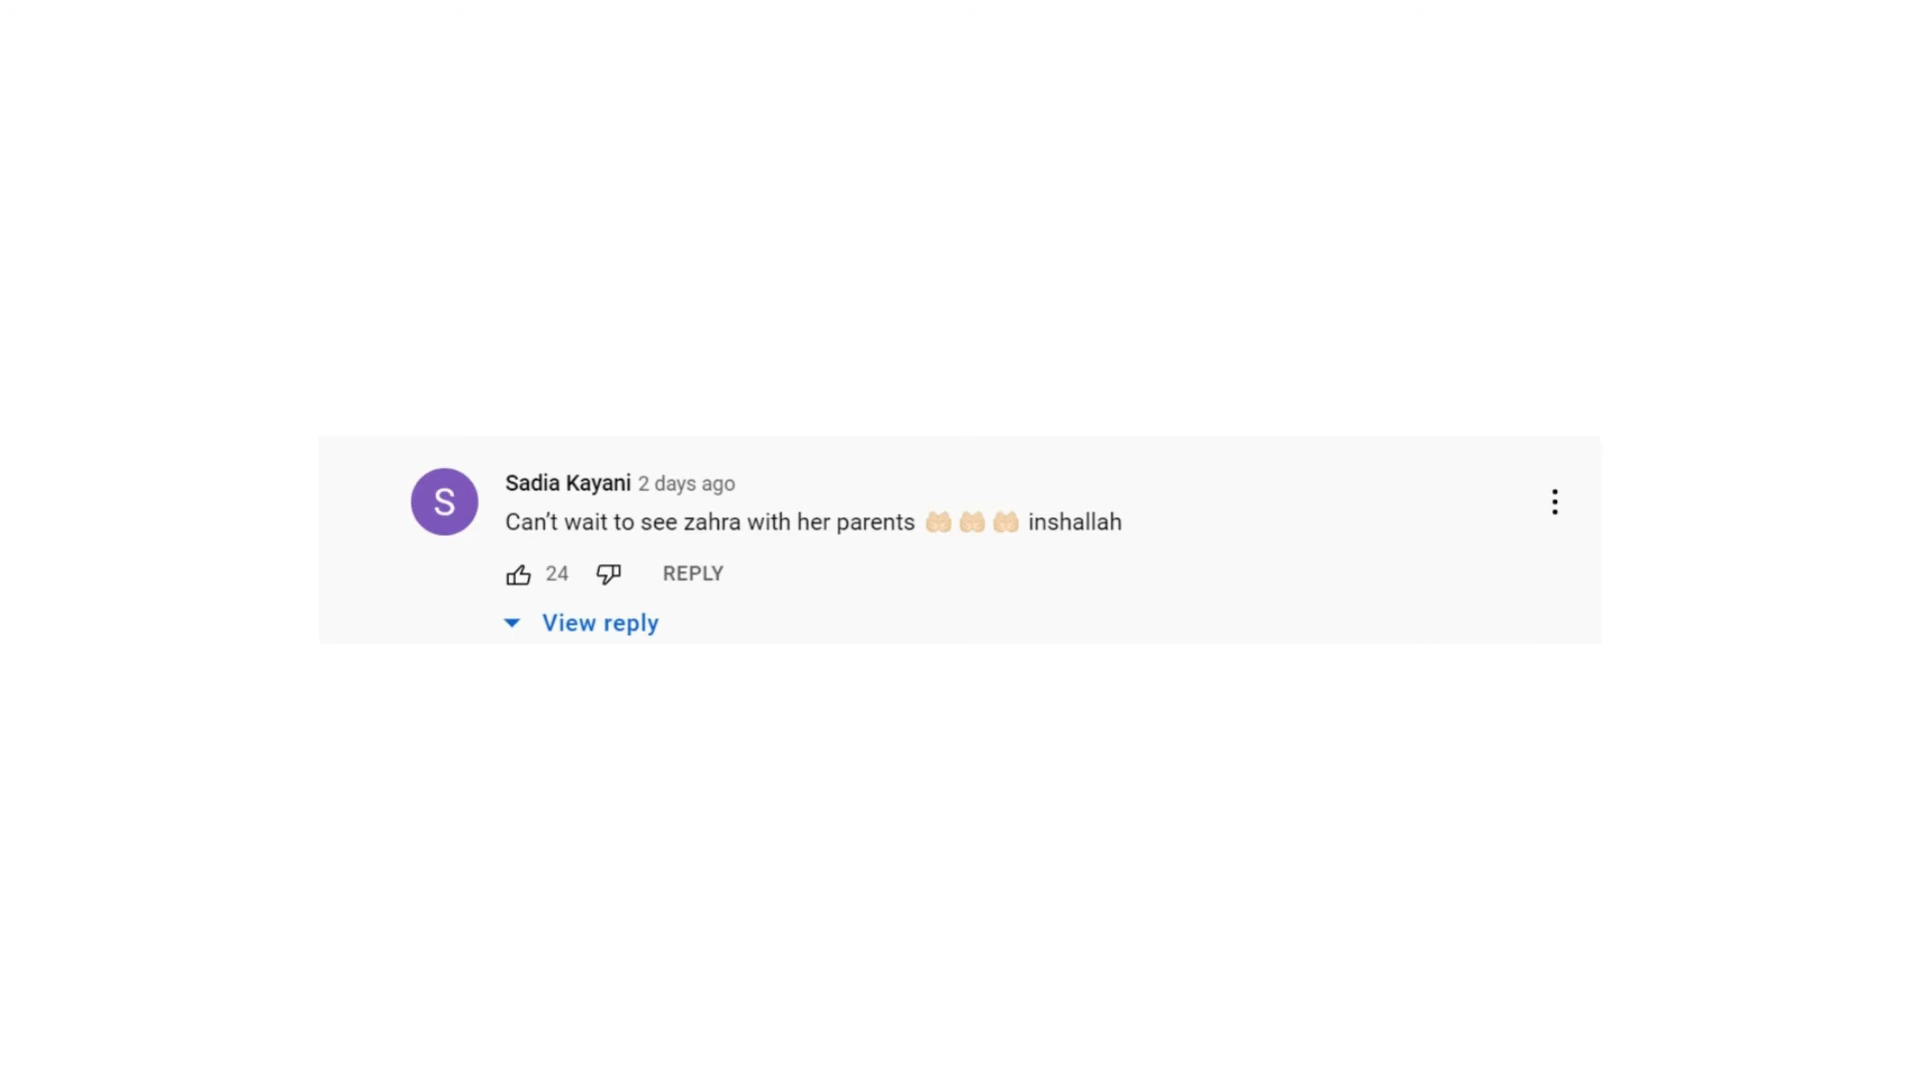 S
Sadia Kayani 2 days ago
Can't wait to see zahra with her parents 🤲🏻🤲🏻🤲🏻 inshallah
24 REPLY
View reply